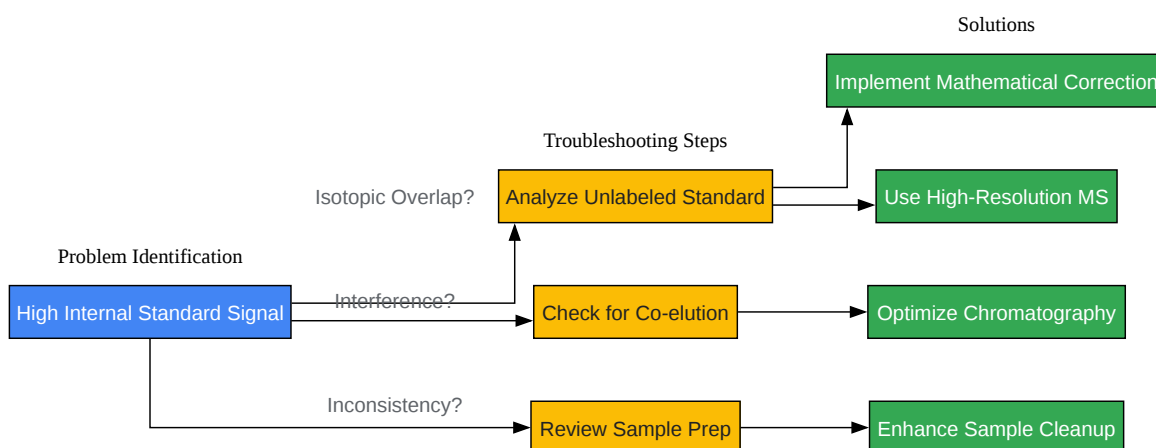 Solutions
Implement Mathematical Correction
Troubleshooting Steps
Isotopic Overlap?
Analyze Unlabeled Standard
Use High-Resolution MS
Problem Identification
High Internal Standard Signal
Interference?
Check for Co-elution
Optimize Chromatography
Inconsistency?
Review Sample Prep
Enhance Sample Cleanup